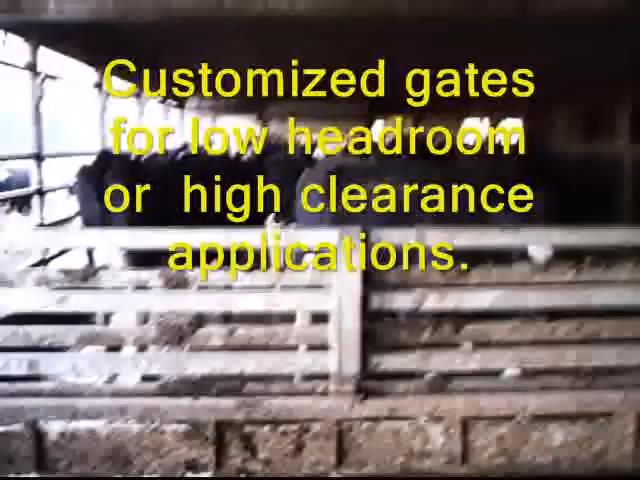 Customized gates
for low headroom
or  high clearance
applications.